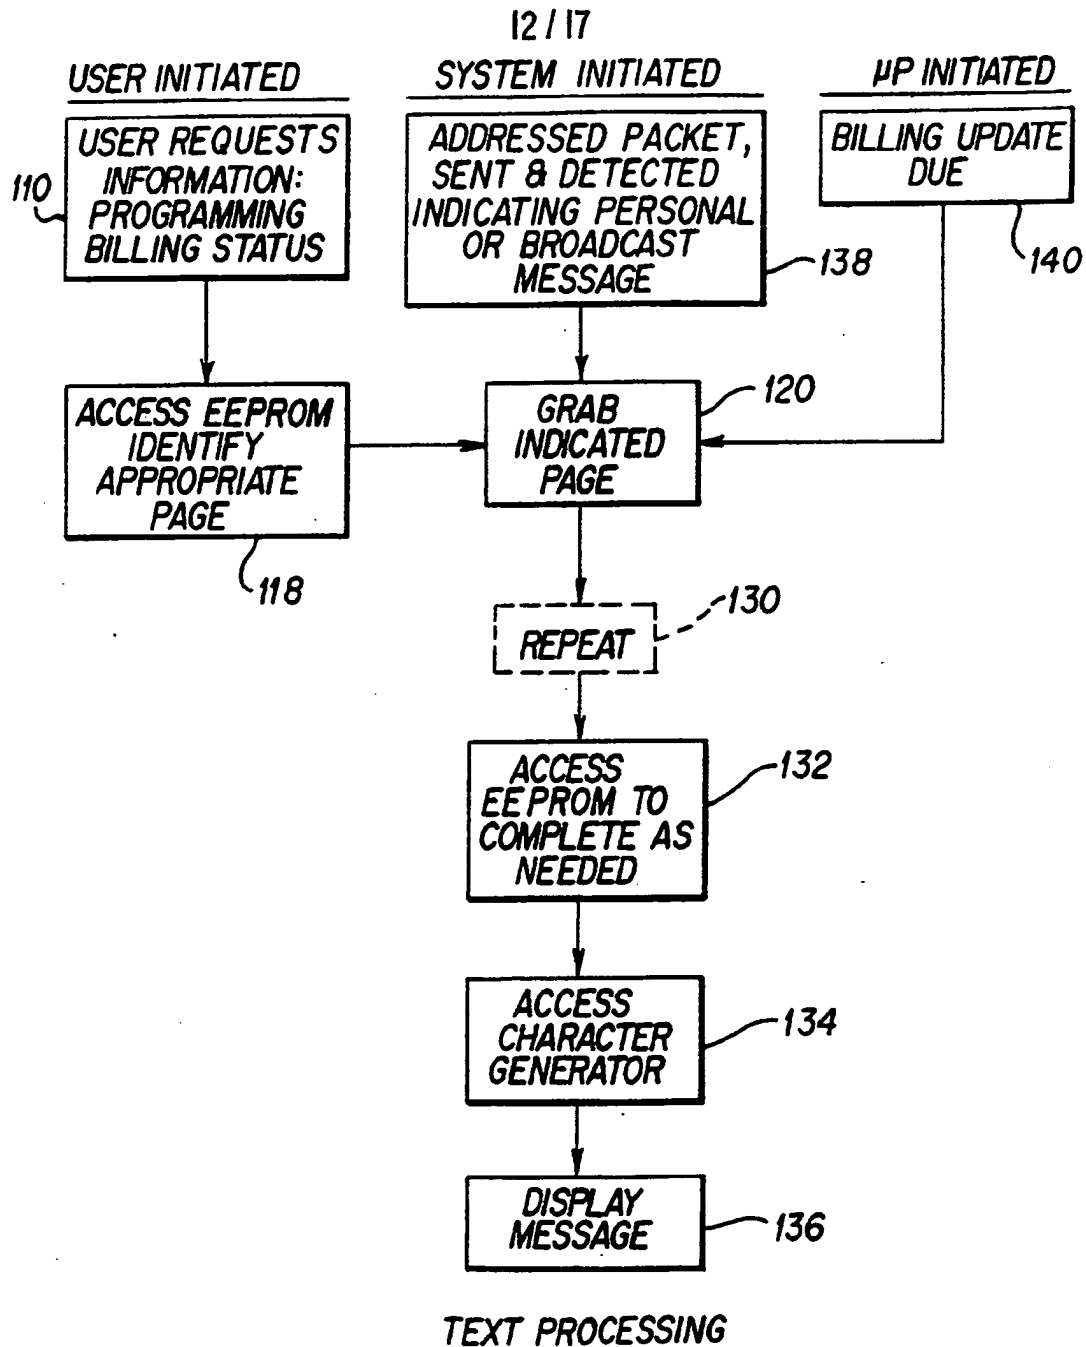 12/17
USER INITIATED
USER REQUESTS
INFORMATION:
PROGRAMMING
BILLING STATUS
110
SYSTEM INITIATED
ADDRESSED PACKET,
SENT & DETECTED
INDICATING PERSONAL
OR BROADCAST
MESSAGE
138
µP INITIATED
BILLING UPDATE
DUE
140
ACCESS EEPROM
IDENTIFY
APPROPRIATE
PAGE
118
GRAB
INDICATED
PAGE
120
REPEAT
130
ACCESS
EEPROM TO
COMPLETE AS
NEEDED
132
ACCESS
CHARACTER
GENERATOR
134
DISPLAY
MESSAGE
136
TEXT PROCESSING